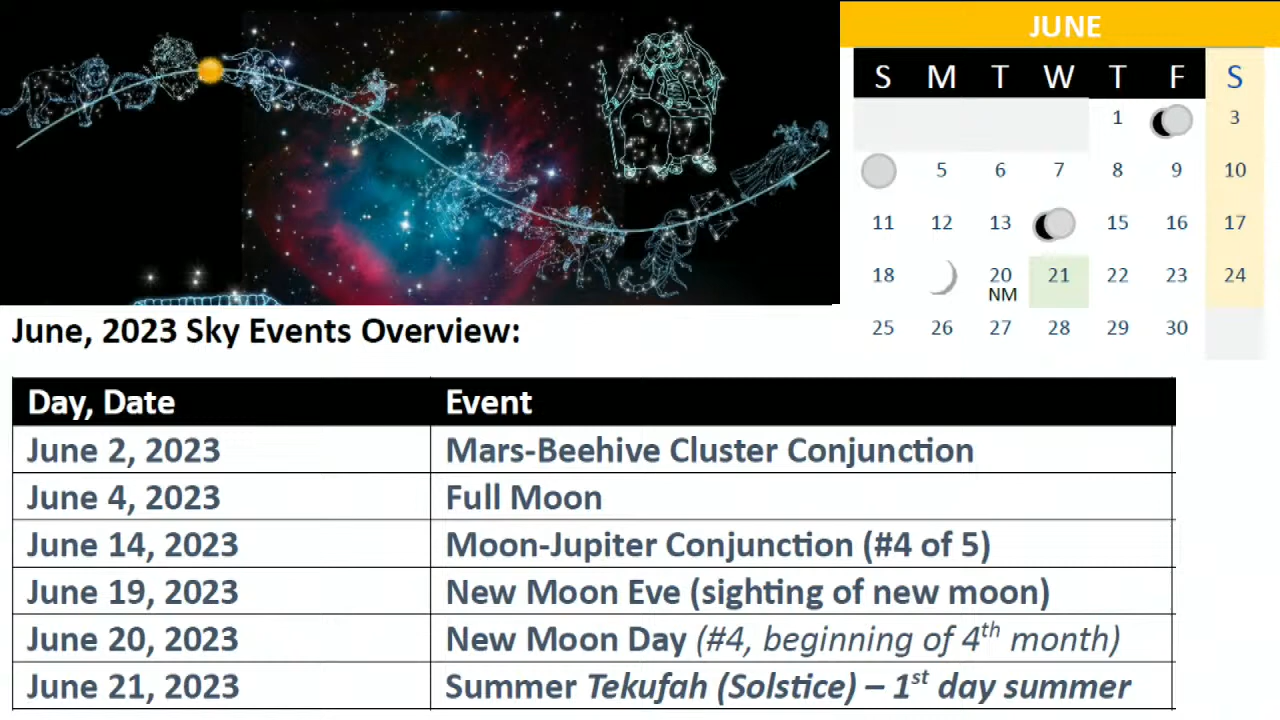 JUNE
S M T W T F S
1 3
5 6 7 8 9 10
11 12 13 15 16 17
18 20 21 22 23 24
NM
25 26 27 28 29 30
June, 2023 Sky Events Overview:
Day, Date Event
June 2, 2023 Mars-Beehive Cluster Conjunction
June 4, 2023 Full Moon
June 14, 2023 Moon-Jupiter Conjunction (#4 of 5)
June 19, 2023 New Moon Eve (sighting of new moon)
June 20, 2023 New Moon Day (#4, beginning of 4th month)
June 21, 2023 Summer Tekufah (Solstice) – 1st day summer